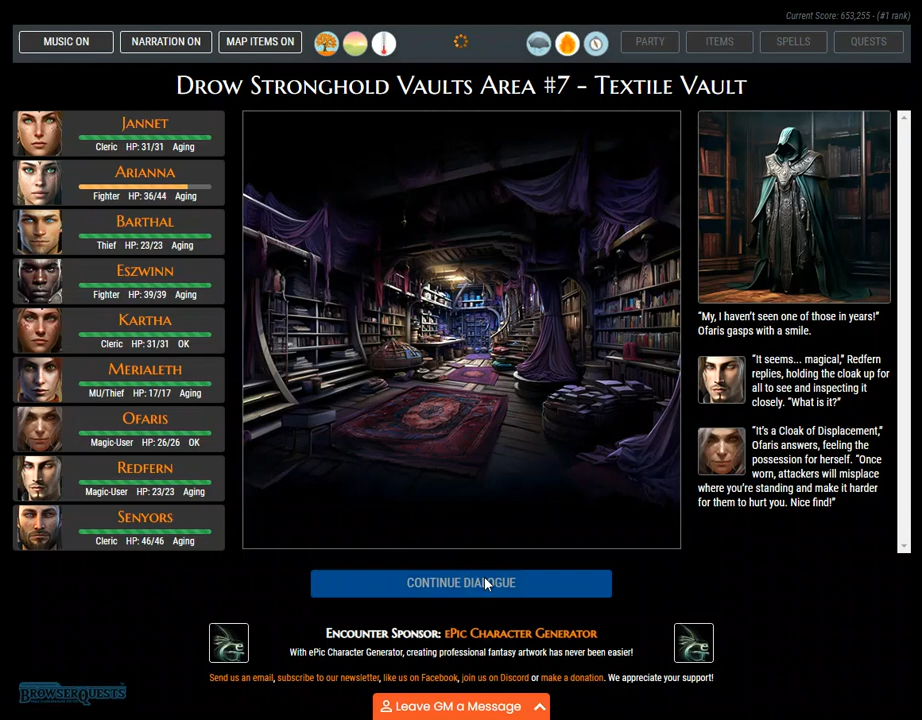 Current Score: 653,255 - (#1 rank)
MUSIC ON
NARRATION ON
MAP ITEMS ON
PARTY
ITEMS
SPELLS
QUESTS
Drow Stronghold Vaults Area #7 - Textile Vault
Jannet
Cleric HP: 31/31 Aging
Arianna
Fighter HP: 36/44 Aging
Barthal
Thief HP: 23/23 Aging
Eszwinn
Fighter HP: 39/39 Aging
Kartha
Cleric HP: 31/31 OK
Merialeth
MU/Thief HP: 17/17 Aging
Ofaris
Magic-User HP: 26/26 OK
Redfern
Magic-User HP: 23/23 Aging
Senyors
Cleric HP: 46/46 Aging
“My, I haven’t seen one of those in years!”
Ofaris gasps with a smile.
“It seems... magical,” Redfern
replies, holding the cloak up for
all to see and inspecting it
closely. “What is it?”
“It’s a Cloak of Displacement,”
Ofaris answers, feeling the
possession for herself. “Once
worn, attackers will misplace
where you’re standing and make it harder
for them to hurt you. Nice find!”
CONTINUE DIALOGUE
Encounter Sponsor: ePic Character Generator
With ePic Character Generator, creating professional fantasy artwork has never been easier!
Send us an email, subscribe to our newsletter, like us on Facebook, join us on Discord or make a donation. We appreciate your support!
BrowserQuests
Leave GM a Message